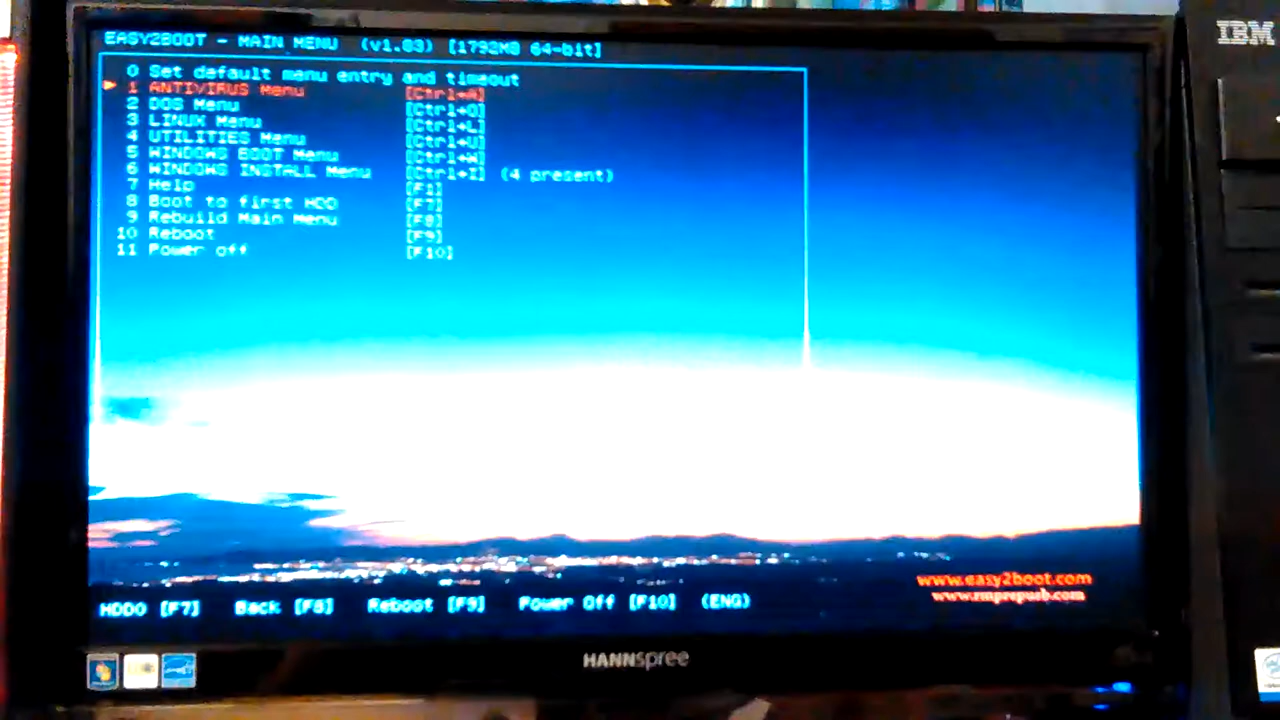 EASY2BOOT - MAIN MENU (v1.83) [1792MB 64-bit]
0 Set default menu entry and timeout
1 ANTIVIRUS Menu [Ctrl+A]
2 DOS Menu [Ctrl+O]
3 LINUX Menu [Ctrl+L]
4 UTILITIES Menu [Ctrl+U]
5 WINDOWS BOOT Menu [Ctrl+W]
6 WINDOWS INSTALL Menu [Ctrl+I] (4 present)
7 Help [F1]
8 Boot to first HDD [F7]
9 Rebuild Main Menu [F8]
10 Reboot [F9]
11 Power off [F10]
www.easy2boot.com
www.rmprepusb.com
HDD0 [F7] Back [F8] Reboot [F9] Power Off [F10] (ENG)
HANNspree
IBM